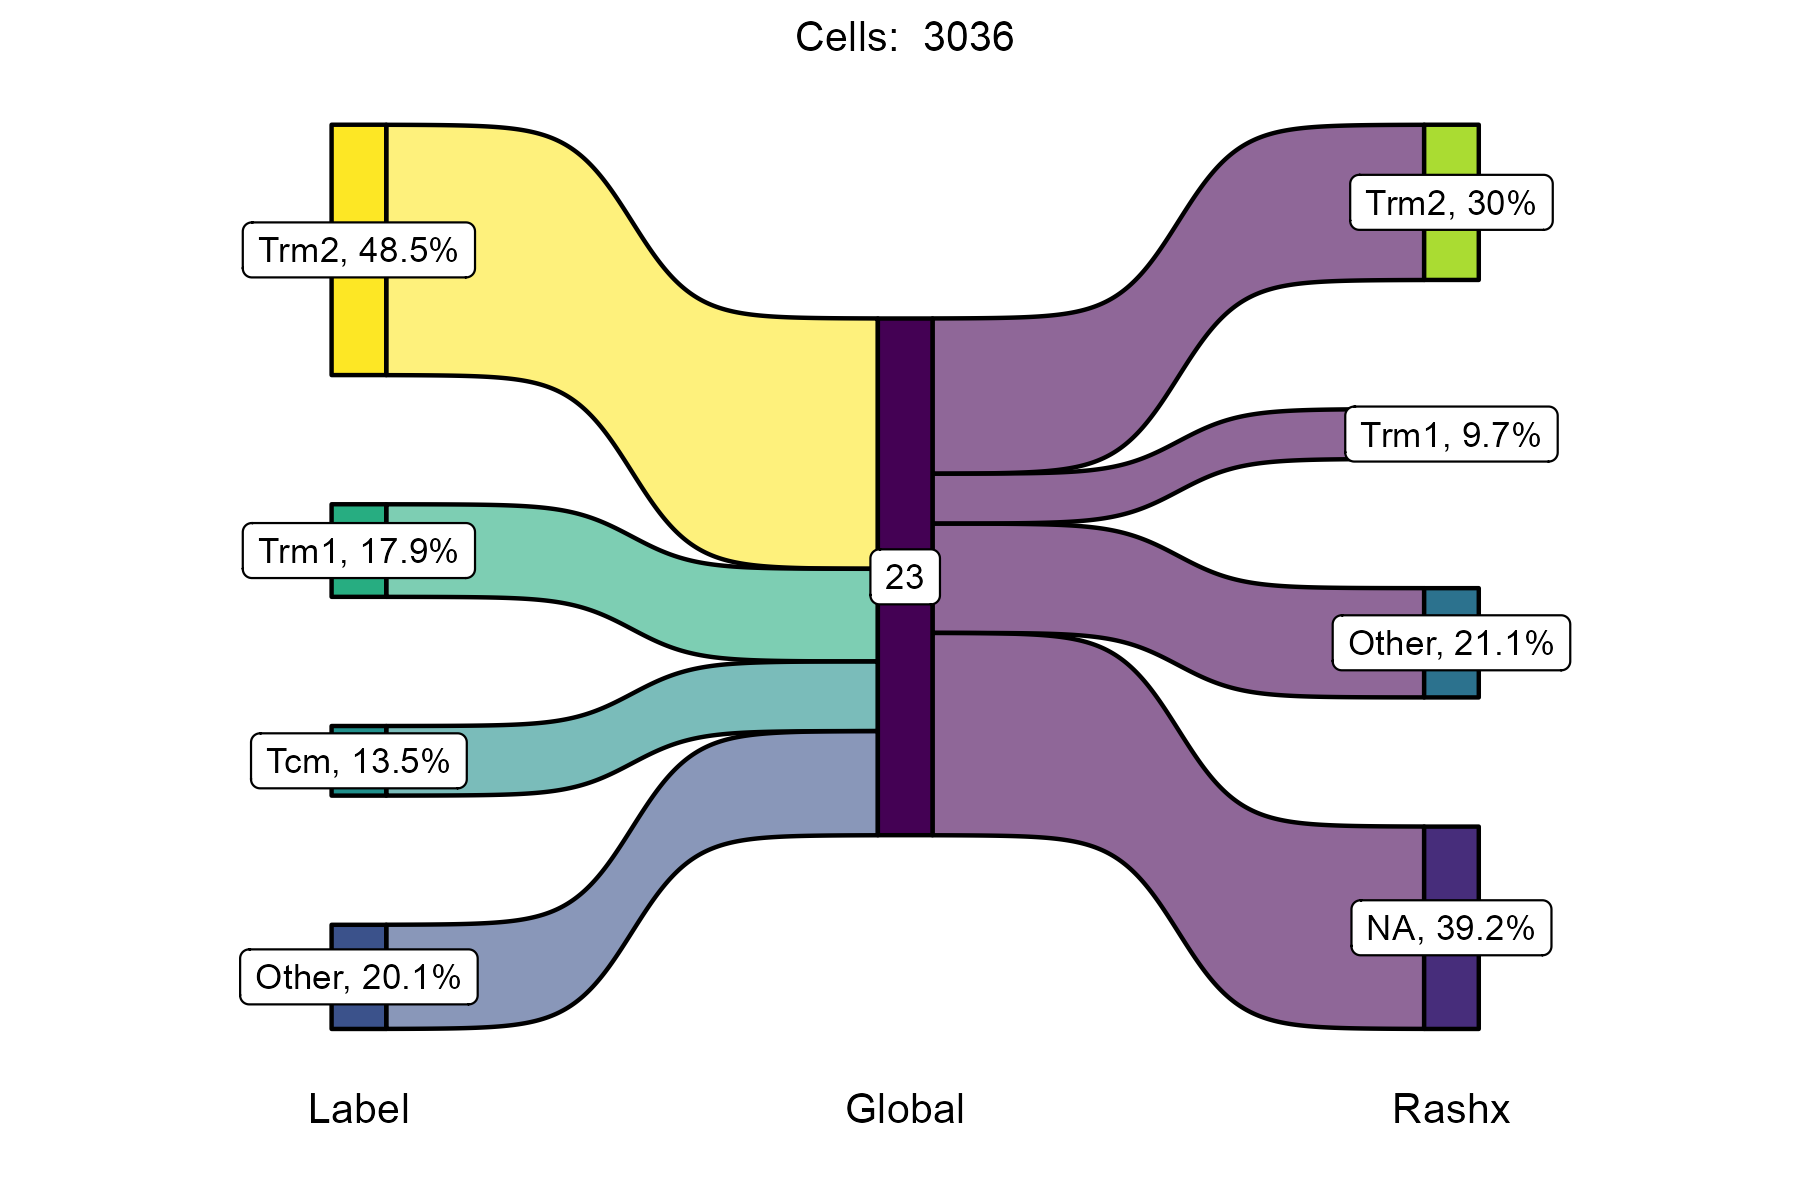 Cells:  3036
Trm2, 48.5%
Trm1, 17.9%
Tcm, 13.5%
Other, 20.1%
23
Trm2, 30%
Trm1, 9.7%
Other, 21.1%
NA, 39.2%
Label
Global
Rashx